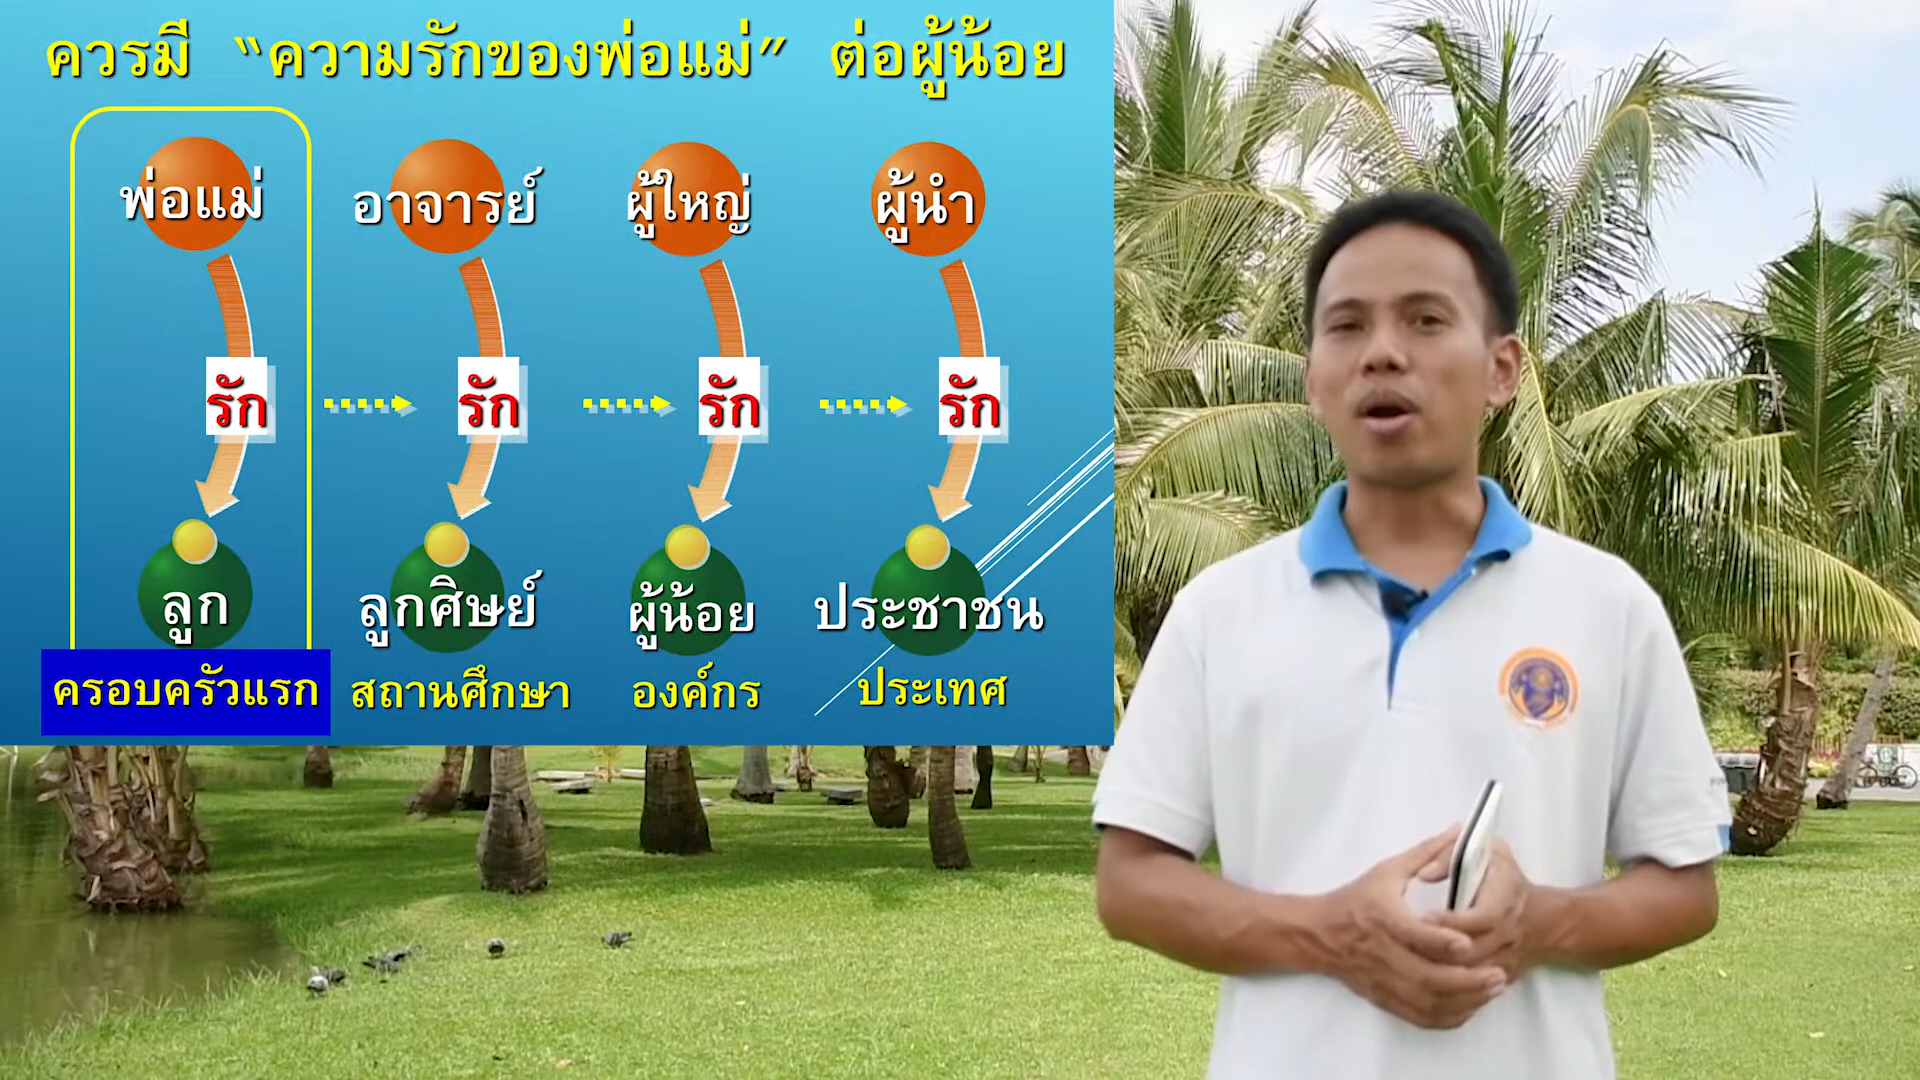 ควรมี “ความรักของพ่อแม่” ต่อผู้น้อย
พ่อแม่ อาจารย์ ผู้ใหญ่ ผู้นำ
รัก รัก รัก รัก
ลูก ลูกศิษย์ ผู้น้อย ประชาชน
ครอบครัวแรก สถานศึกษา องค์กร ประเทศ